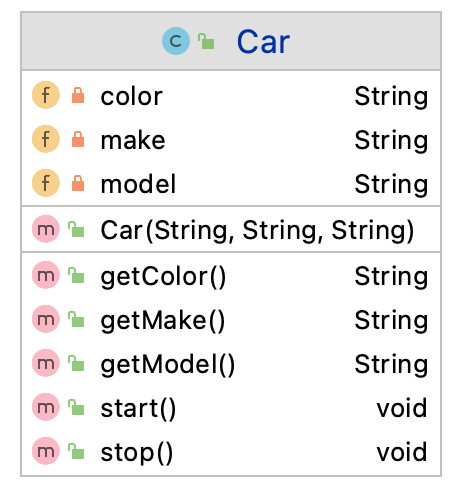 C Car
f color String
f make String
f model String
m Car(String, String, String)
m getColor() String
m getMake() String
m getModel() String
m start() void
m stop() void